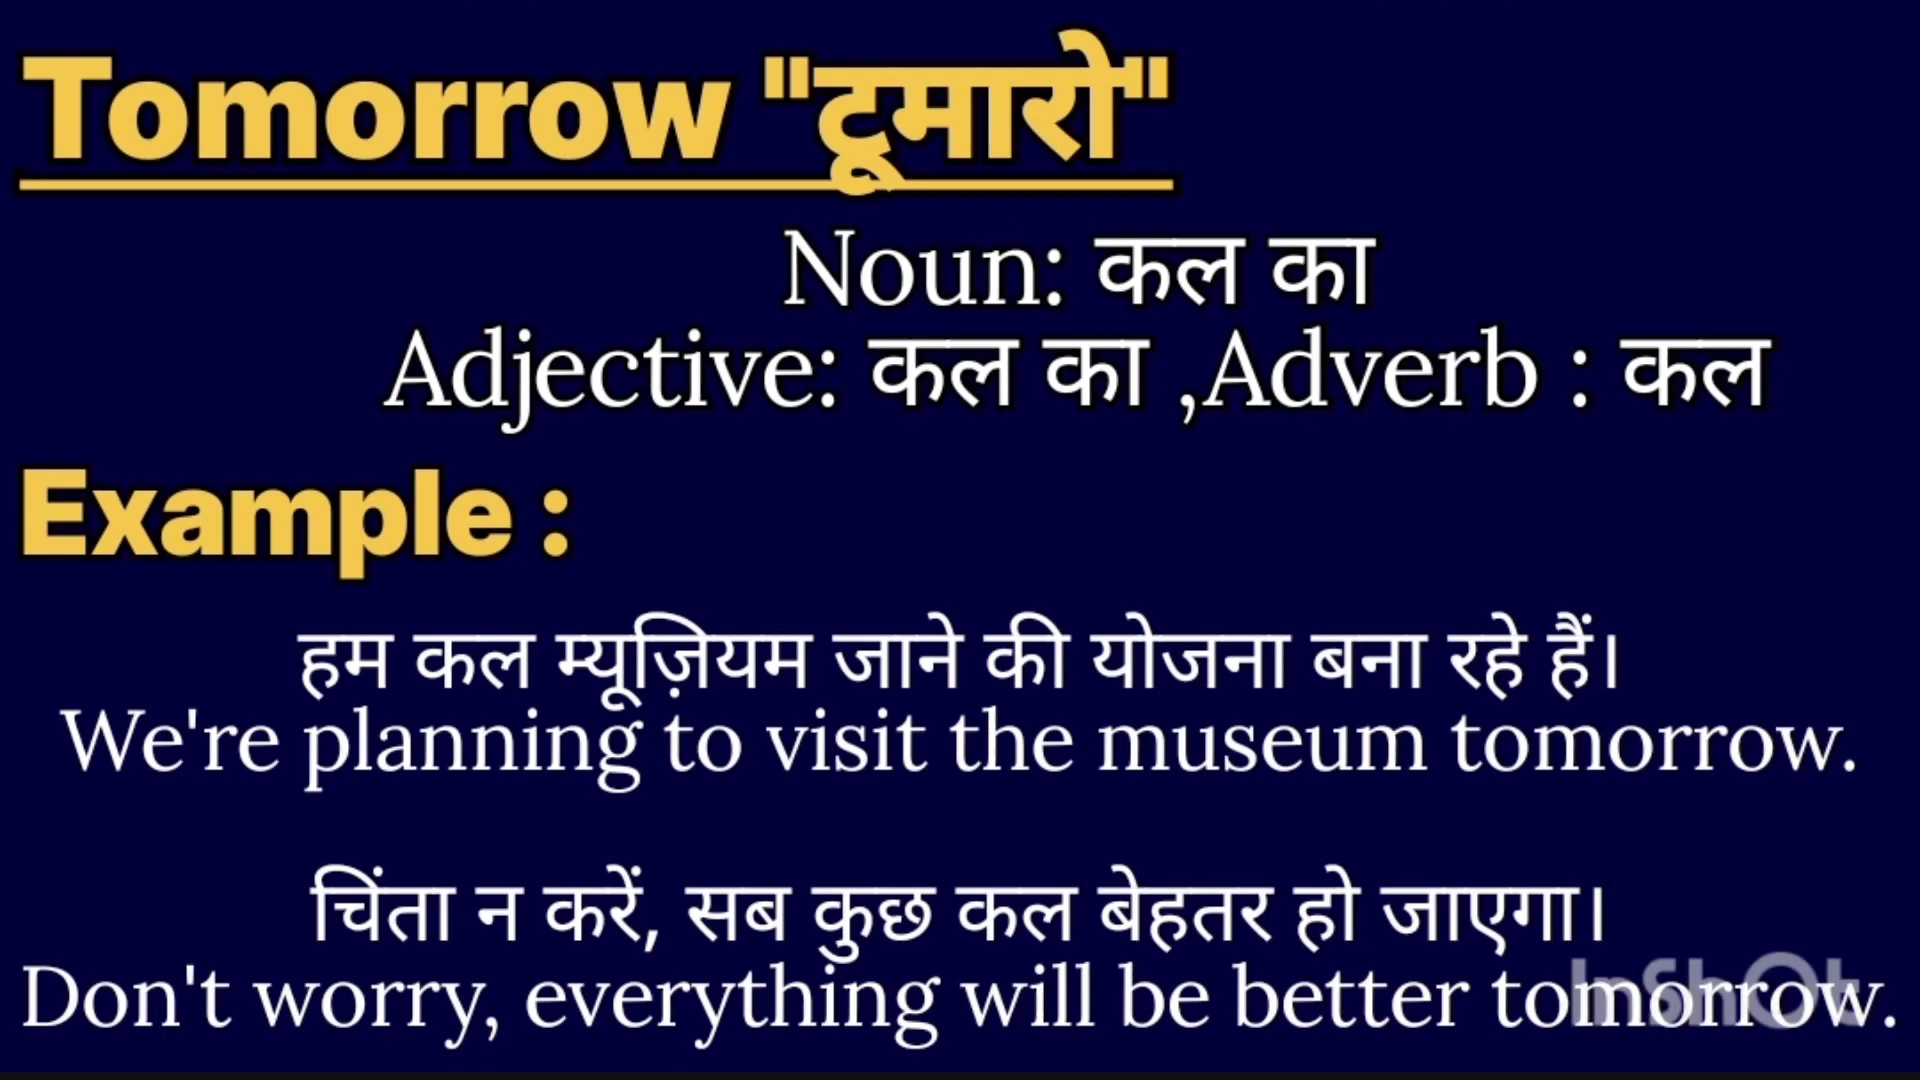 Tomorrow "टूमारो"
Noun: कल का
Adjective: कल का ,Adverb : कल
Example :
हम कल म्यूज़ियम जाने की योजना बना रहे हैं।
We're planning to visit the museum tomorrow.
चिंता न करें, सब कुछ कल बेहतर हो जाएगा।
Don't worry, everything will be better tomorrow.
InShOt